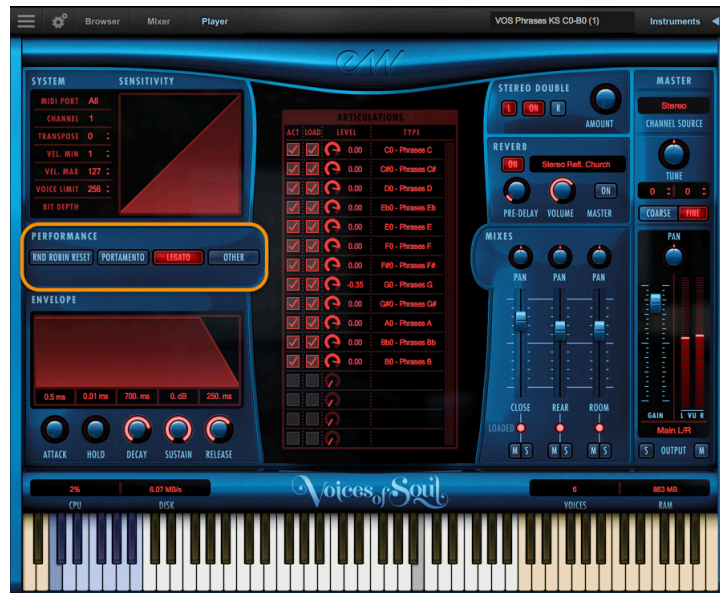 Browser Mixer Player VOS Phrases KS C0-B0 (1) Instruments
EW
SYSTEM SENSITIVITY
MIDI PORT All
CHANNEL 1
TRANSPOSE 0
VEL. MIN 1
VEL. MAX 127
VOICE LIMIT 256
BIT DEPTH
PERFORMANCE
RND ROBIN RESET PORTAMENTO LEGATO OTHER
ENVELOPE
0.5 ms 0.01 ms 700. ms 0. dB 250. ms
ATTACK HOLD DECAY SUSTAIN RELEASE
ARTICULATIONS
ACT LOAD LEVEL TYPE
0.00 C0 - Phrases C
0.00 C#0 - Phrases C#
0.00 D0 - Phrases D
0.00 Eb0 - Phrases Eb
0.00 E0 - Phrases E
0.00 F0 - Phrases F
0.00 F#0 - Phrases F#
-0.35 G0 - Phrases G
0.00 G#0 - Phrases G#
0.00 A0 - Phrases A
0.00 Bb0 - Phrases Bb
0.00 B0 - Phrases B
STEREO DOUBLE
L ON R
AMOUNT
REVERB
ON Stereo Refl. Church
ON
PRE-DELAY VOLUME MASTER
MIXES
PAN PAN PAN
CLOSE REAR ROOM
LOADED
M S M S M S
MASTER
Stereo
CHANNEL SOURCE
TUNE
0 0
COARSE FINE
PAN
GAIN L VU R
Main L/R
S OUTPUT M
2% 6.07 MB/s
CPU DISK
Voices of Soul
6 863 MB
VOICES RAM